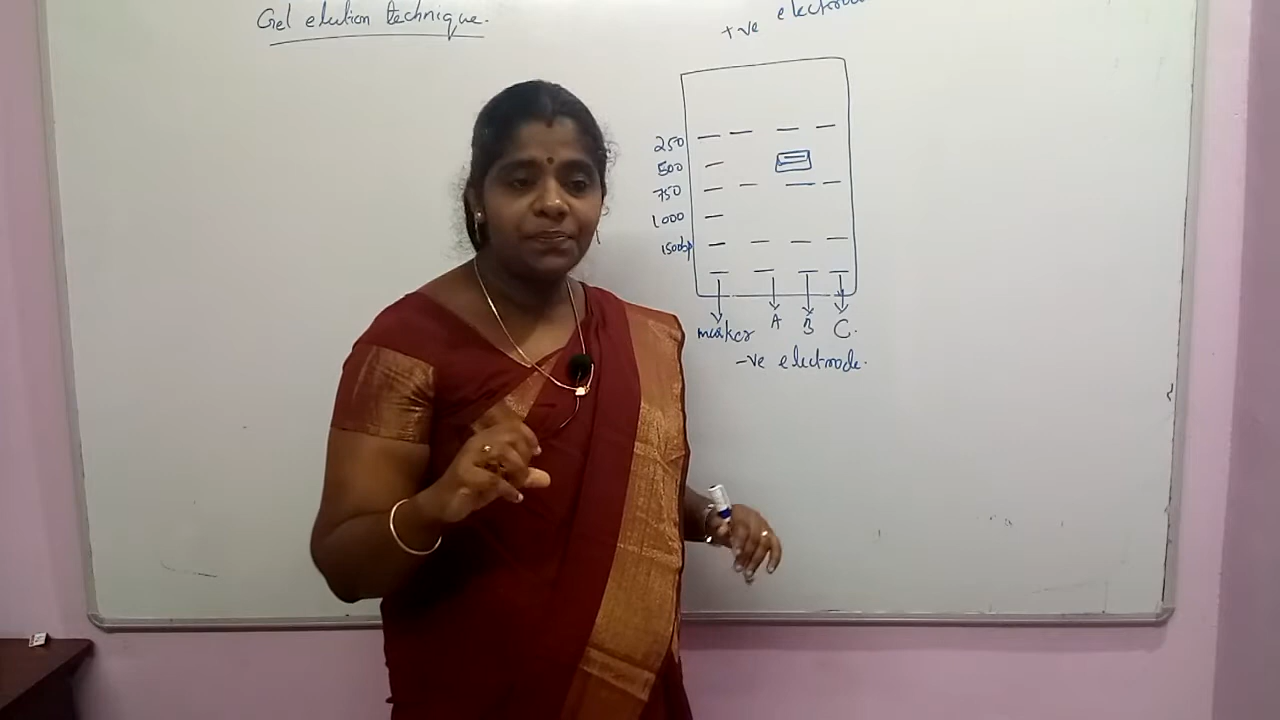 Gel elution technique.
+ve electrode
250
500
750
1000
1500bp
marker A B C.
-ve electrode.